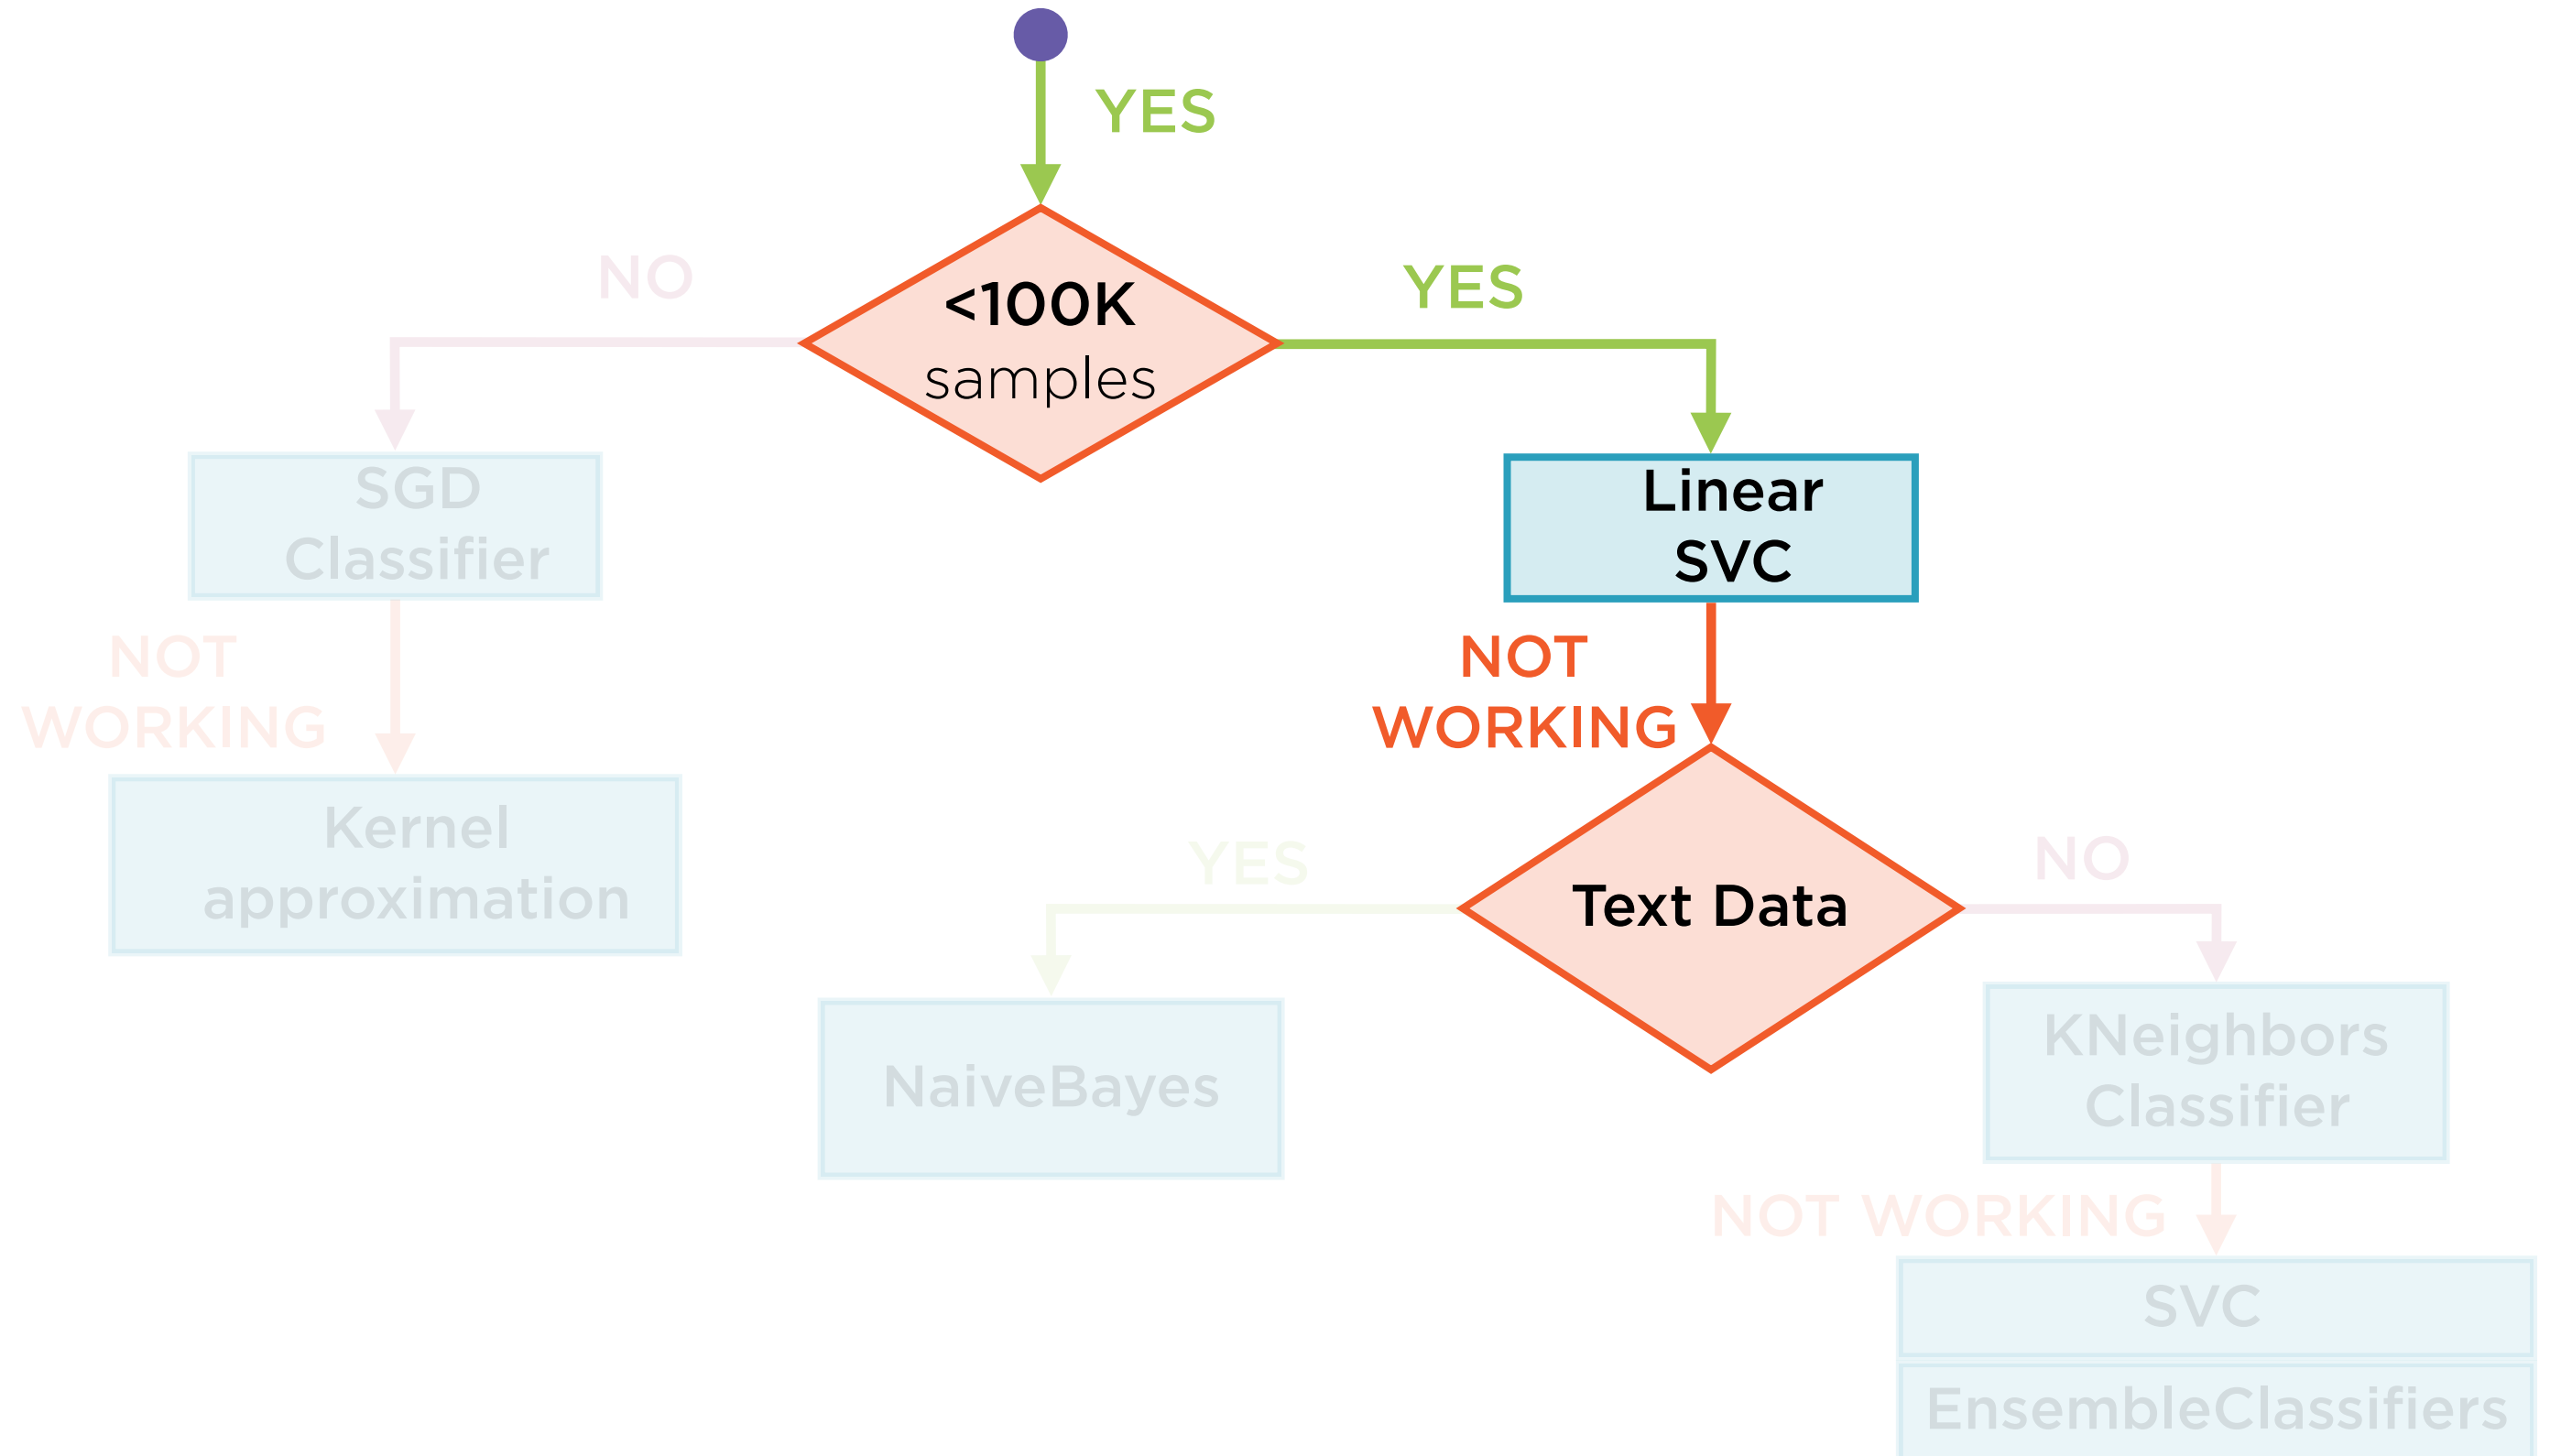 YES
NO
<100K
samples
YES
SGD
Classifier
Linear
SVC
NOT
WORKING
NOT
WORKING
Kernel
approximation
YES
Text Data
NO
NaiveBayes
KNeighbors
Classifier
NOT WORKING
SVC
EnsembleClassifiers